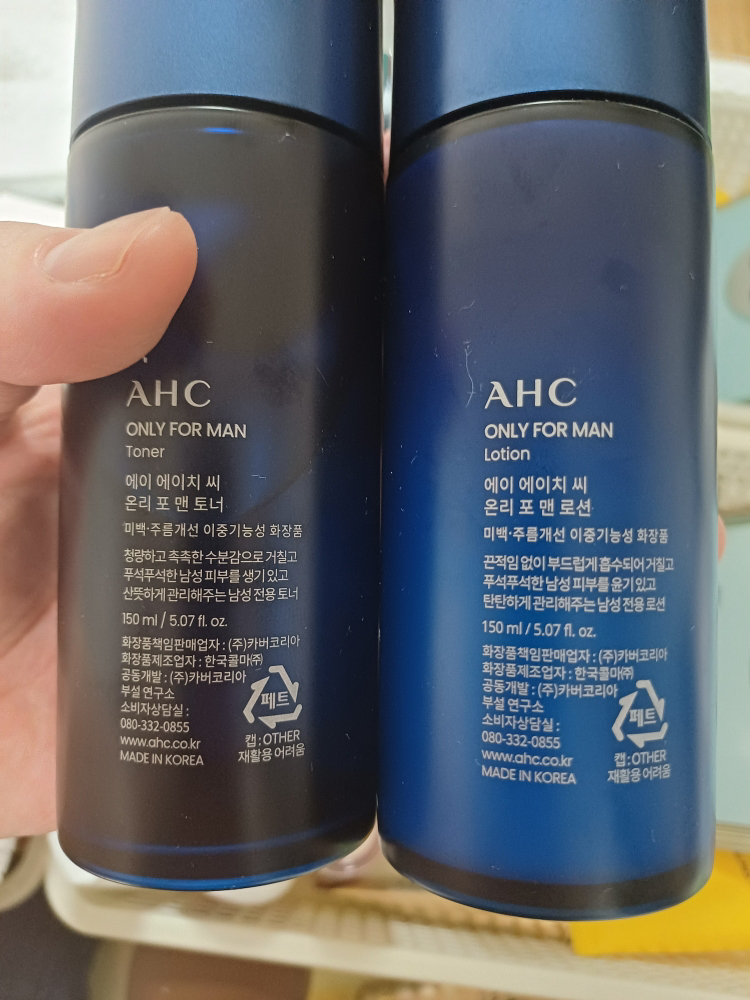 AHC
ONLY FOR MAN
Toner
에이 에이치 씨
온리 포 맨 토너
미백·주름개선 이중기능성 화장품
청량하고 촉촉한 수분감으로 거칠고
푸석푸석한 남성 피부를 생기 있고
산뜻하게 관리해주는 남성 전용 토너
150 ml / 5.07 fl. oz.
화장품책임판매업자 : (주)카버코리아
화장품제조업자 : 한국콜마㈜
공동개발 : (주)카버코리아
부설 연구소
소비자상담실 :
080-332-0855
www.ahc.co.kr
MADE IN KOREA
페트
캡 : OTHER
재활용 어려움
AHC
ONLY FOR MAN
Lotion
에이 에이치 씨
온리 포 맨 로션
미백·주름개선 이중기능성 화장품
끈적임 없이 부드럽게 흡수되어 거칠고
푸석푸석한 남성 피부를 윤기 있고
탄탄하게 관리해주는 남성 전용 로션
150 ml / 5.07 fl. oz.
화장품책임판매업자 : (주)카버코리아
화장품제조업자 : 한국콜마㈜
공동개발 : (주)카버코리아
부설 연구소
소비자상담실 :
080-332-0855
www.ahc.co.kr
MADE IN KOREA
페트
캡 : OTHER
재활용 어려움